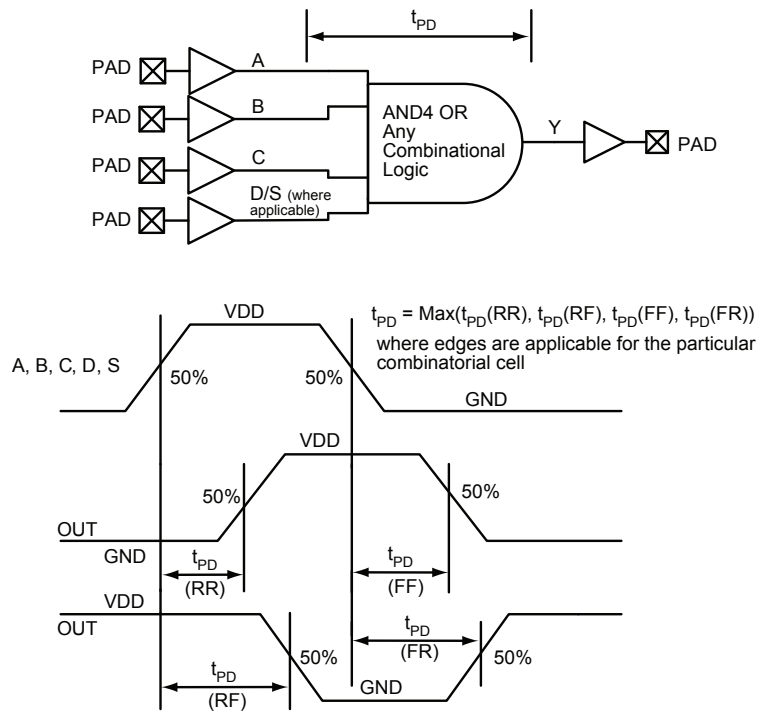 tPD
PAD
A
PAD
B
PAD
C
PAD
D/S (where
applicable)
AND4 OR
Any
Combinational
Logic
Y
PAD
tPD = Max(tPD(RR), tPD(RF), tPD(FF), tPD(FR))
where edges are applicable for the particular
combinatorial cell
A, B, C, D, S
VDD
50%
50%
GND
VDD
50%
50%
OUT
GND
tPD
(RR)
tPD
(FF)
VDD
OUT
tPD
(FR)
50%
50%
tPD
(RF)
GND